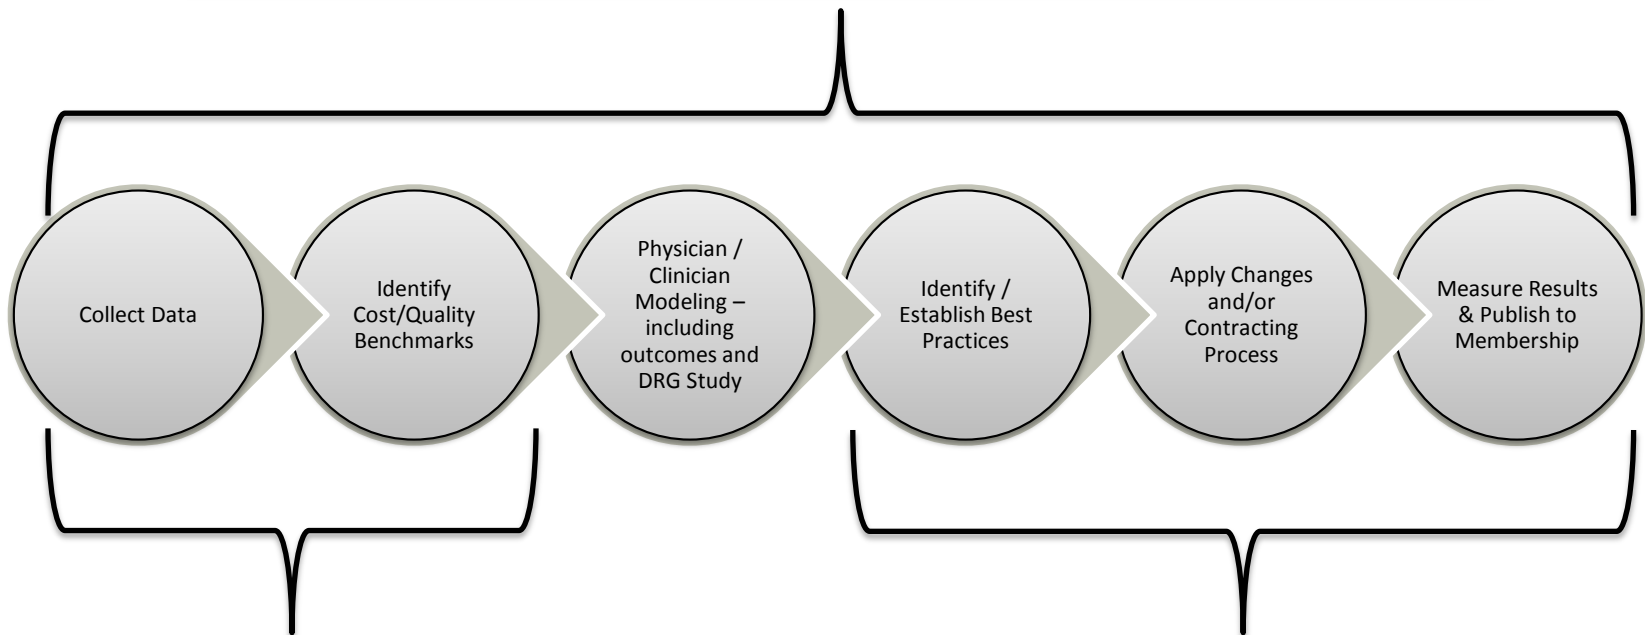 Collect Data
Identify
Cost/Quality
Benchmarks
Physician /
Clinician
Modeling –
including
outcomes and
DRG Study
Identify /
Establish Best
Practices
Apply Changes
and/or
Contracting
Process
Measure Results
& Publish to
Membership